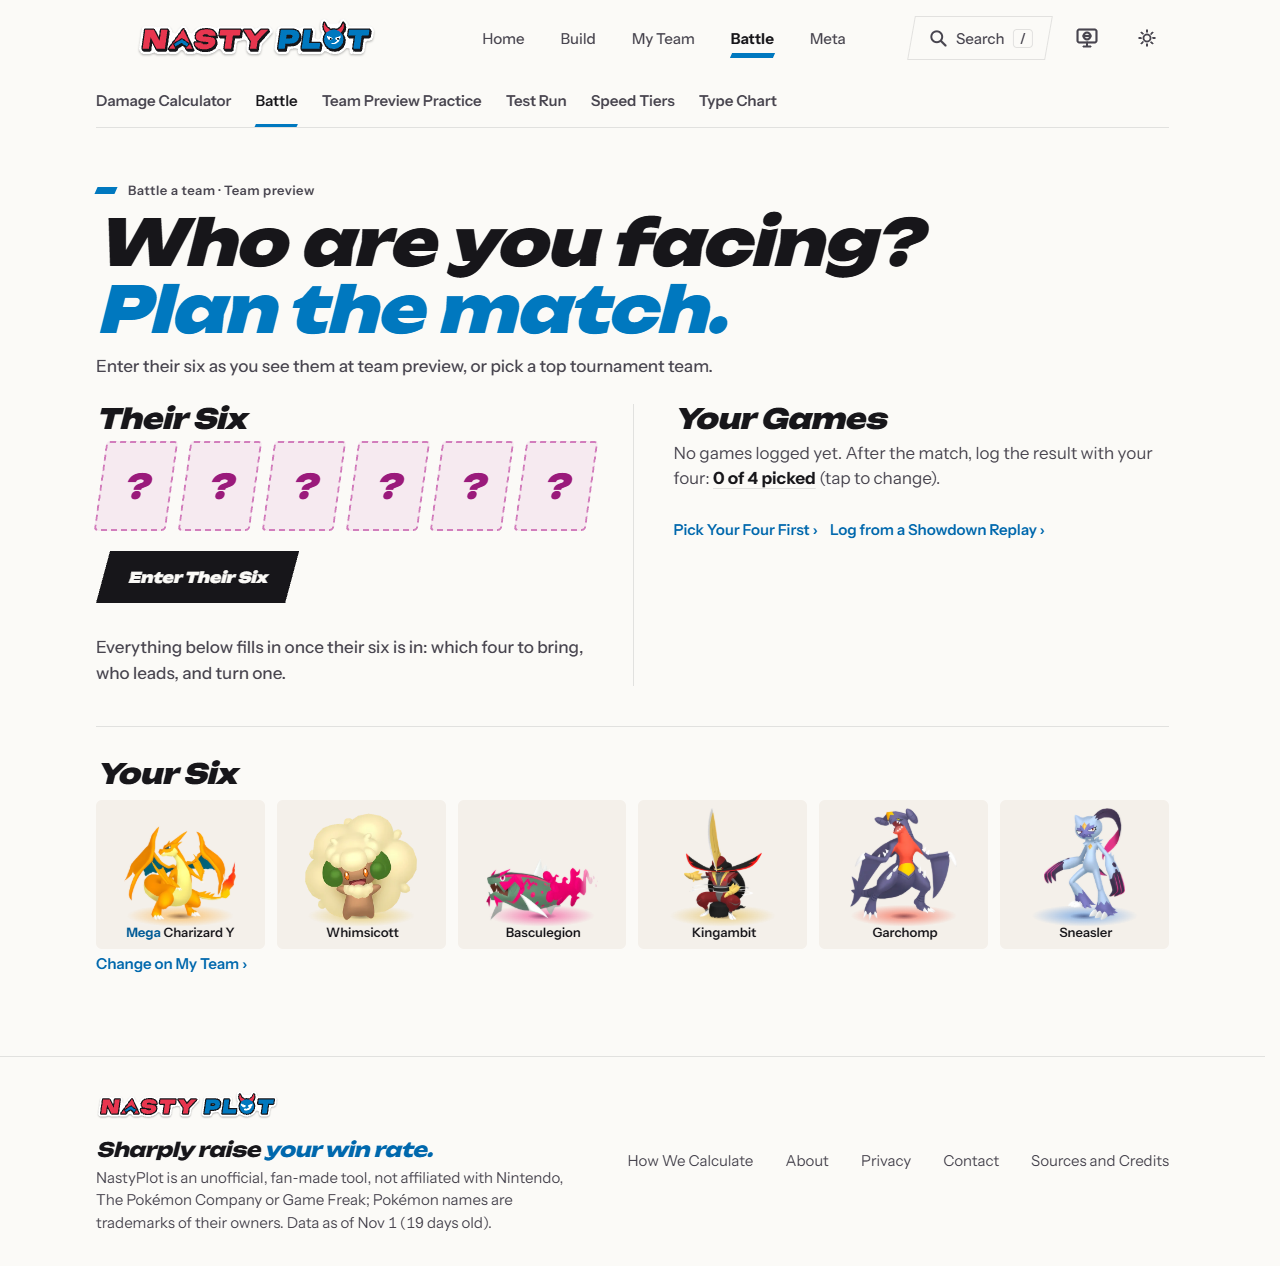 NASTY PLOT
Home
Build
My Team
Battle
Meta
Search /
Damage Calculator
Battle
Team Preview Practice
Test Run
Speed Tiers
Type Chart
Battle a team · Team preview
Who are you facing?
Plan the match.
Enter their six as you see them at team preview, or pick a top tournament team.
Their Six
? ? ? ? ? ?
Enter Their Six
Everything below fills in once their six is in: which four to bring,
who leads, and turn one.
Your Games
No games logged yet. After the match, log the result with your
four: 0 of 4 picked (tap to change).
Pick Your Four First ›
Log from a Showdown Replay ›
Your Six
Mega Charizard Y
Whimsicott
Basculegion
Kingambit
Garchomp
Sneasler
Change on My Team ›
NASTY PLOT
Sharply raise your win rate.
NastyPlot is an unofficial, fan-made tool, not affiliated with Nintendo,
The Pokémon Company or Game Freak; Pokémon names are
trademarks of their owners. Data as of Nov 1 (19 days old).
How We Calculate
About
Privacy
Contact
Sources and Credits